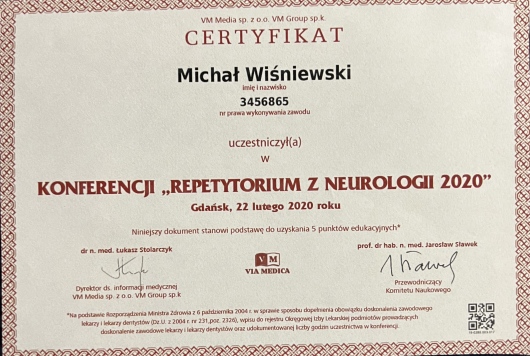 VM Media sp. z o.o. VM Group sp.k.
CERTYFIKAT
Michał Wiśniewski
imię i nazwisko
3456865
nr prawa wykonywania zawodu
uczestniczył(a)
w
KONFERENCJI „REPETYTORIUM Z NEUROLOGII 2020”
Gdańsk, 22 lutego 2020 roku
Niniejszy dokument stanowi podstawę do uzyskania 5 punktów edukacyjnych*
dr n. med. Łukasz Stolarczyk
Dyrektor ds. informacji medycznej
VM Media sp. z o.o. VM Group sp.k
VM
VIA MEDICA
prof. dr hab. n. med. Jarosław Sławek
Przewodniczący
Komitetu Naukowego
*Na podstawie Rozporządzenia Ministra Zdrowia z 6 października 2004 r. w sprawie sposobu dopełnienia obowiązku doskonalenia zawodowego
lekarzy i lekarzy dentystów (Dz.U. z 2004 r. nr 231,poz. 2326), wpisu do rejestru Okręgowej Izby Lekarskiej podmiotów prowadzących
doskonalenie zawodowe lekarzy i lekarzy dentystów oraz udokumentowanej liczby godzin uczestnictwa w konferencji.